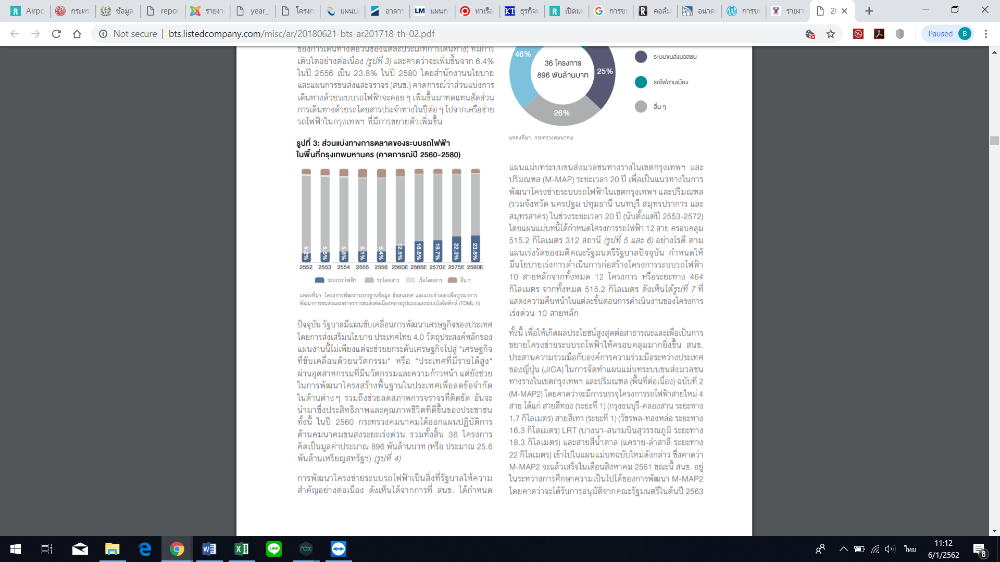 Airpo
กระทร
ข้อมูล
repor
รายงา
year_
โครงก
แผนป
อาคาร
แผนก
ท่าเรือ
ธุรกิจ
เปิดแผ
การขย
คอลัม
อนาค
การขน
รายงา
20
Not secure
bts.listedcompany.com/misc/ar/20180621-bts-ar201718-th-02.pdf
Paused B
ของการเดินทางต่อวันของแต่ละประเภทการเดินทาง) ที่มีการ
เติบโตอย่างต่อเนื่อง (รูปที่ 3) และคาดว่าจะเพิ่มขึ้นจาก 6.4%
ในปี 2556 เป็น 23.8% ในปี 2580 โดยสำนักงานนโยบาย
และแผนการขนส่งและจราจร (สนข.) คาดการณ์ว่าส่วนแบ่งการ
เดินทางด้วยระบบรถไฟฟ้าจะค่อย ๆ เพิ่มขึ้นมาทดแทนสัดส่วน
การเดินทางด้วยรถโดยสารประจำทางในปีต่อ ๆ ไปจากเครือข่าย
รถไฟฟ้าในกรุงเทพฯ ที่มีการขยายตัวเพิ่มขึ้น
รูปที่ 3: ส่วนแบ่งทางการตลาดของระบบรถไฟฟ้า
ในพื้นที่กรุงเทพมหานคร (คาดการณ์ปี 2560-2580)
5.2% 5.5% 5.8% 6.1% 6.4% 12.5% 18.8% 19.7% 22.3% 23.8%
2552 2553 2554 2555 2556 2560E 2565E 2570E 2575E 2580E
ระบบรถไฟฟ้า รถโดยสาร เรือโดยสาร อื่น ๆ
แหล่งที่มา: โครงการพัฒนาระบบฐานข้อมูล ข้อสนเทศ และแบบจำลองเพื่อบูรณาการ
พัฒนาการขนส่งและจราจรการขนส่งต่อเนื่องหลายรูปแบบและระบบโลจิสติกส์ (TDML II)
ปัจจุบัน รัฐบาลมีแผนขับเคลื่อนการพัฒนาเศรษฐกิจของประเทศ
โดยการส่งเสริมนโยบาย ประเทศไทย 4.0 วัตถุประสงค์หลักของ
แผนงานนี้ไม่เพียงแต่จะช่วยยกระดับเศรษฐกิจไปสู่ "เศรษฐกิจ
ที่ขับเคลื่อนด้วยนวัตกรรม" หรือ "ประเทศที่มีรายได้สูง"
ผ่านอุตสาหกรรมที่มีนวัตกรรมและความก้าวหน้า แต่ยังช่วย
ในการพัฒนาโครงสร้างพื้นฐานในประเทศเพื่อลดข้อจำกัด
ในด้านต่าง ๆ รวมถึงช่วยลดสภาพการจราจรที่ติดขัด อันจะ
นำมาซึ่งประสิทธิภาพและคุณภาพชีวิตที่ดีขึ้นของประชาชน
ทั้งนี้ ในปี 2560 กระทรวงคมนาคมได้ออกแผนปฏิบัติการ
ด้านคมนาคมขนส่งระยะเร่งด่วน รวมทั้งสิ้น 36 โครงการ
คิดเป็นมูลค่าประมาณ 896 พันล้านบาท (หรือ ประมาณ 25.6
พันล้านเหรียญสหรัฐฯ) (รูปที่ 4)
การพัฒนาโครงข่ายระบบรถไฟฟ้าเป็นสิ่งที่รัฐบาลให้ความ
สำคัญอย่างต่อเนื่อง ดังเห็นได้จากการที่ สนข. ได้กำหนด
46%
36 โครงการ
896 พันล้านบาท
25%
26%
ระบบขนส่งมวลชน
รถไฟชานเมือง
อื่น ๆ
แหล่งที่มา: กระทรวงคมนาคม
แผนแม่บทระบบขนส่งมวลชนทางรางในเขตกรุงเทพฯ และ
ปริมณฑล (M-MAP) ระยะเวลา 20 ปี เพื่อเป็นแนวทางในการ
พัฒนาโครงข่ายระบบรถไฟฟ้าในเขตกรุงเทพฯ และปริมณฑล
(รวมจังหวัด นครปฐม ปทุมธานี นนทบุรี สมุทรปราการ และ
สมุทรสาคร) ในช่วงระยะเวลา 20 ปี (นับตั้งแต่ปี 2553-2572)
โดยแผนแม่บทนี้ได้กำหนดโครงการรถไฟฟ้า 12 สาย ครอบคลุม
515.2 กิโลเมตร 312 สถานี (รูปที่ 5 และ 6) อย่างไรดี ตาม
แผนเร่งรัดของมติคณะรัฐมนตรีรัฐบาลปัจจุบัน กำหนดให้
มีนโยบายเร่งการดำเนินการก่อสร้างโครงการระบบรถไฟฟ้า
10 สายหลักจากทั้งหมด 12 โครงการ หรือระยะทาง 464
กิโลเมตร จากทั้งหมด 515.2 กิโลเมตร ดังเห็นได้รูปที่ 7 ที่
แสดงความคืบหน้าในแต่ละขั้นตอนการดำเนินงานของโครงการ
เร่งด่วน 10 สายหลัก
ทั้งนี้ เพื่อให้เกิดผลประโยชน์สูงสุดต่อสาธารณะและเพื่อเป็นการ
ขยายโครงข่ายระบบรถไฟฟ้าให้ครอบคลุมมากยิ่งขึ้น สนข.
ประสานความร่วมมือกับองค์การความร่วมมือระหว่างประเทศ
ของญี่ปุ่น (JICA) ในการจัดทำแผนแม่บทระบบขนส่งมวลชน
ทางรางในเขตกรุงเทพฯ และปริมณฑล (พื้นที่ต่อเนื่อง) ฉบับที่ 2
(M-MAP2) โดยคาดว่าจะมีการบรรจุโครงการรถไฟฟ้าสายใหม่ 4
สาย ได้แก่ สายสีทอง (ระยะที่ 1) (กรุงธนบุรี-คลองสาน ระยะทาง
1.7 กิโลเมตร) สายสีเทา (ระยะที่ 1) (วัชรพล-ทองหล่อ ระยะทาง
16.3 กิโลเมตร) LRT (บางนา-สนามบินสุวรรณภูมิ ระยะทาง
18.3 กิโลเมตร) และสายสีน้ำตาล (แคราย-ลำสาลี ระยะทาง
22 กิโลเมตร) เข้าไปในแผนแม่บทฉบับใหม่ดังกล่าว ซึ่งคาดว่า
M-MAP2 จะแล้วเสร็จในเดือนสิงหาคม 2561 ขณะนี้ สนข. อยู่
ในระหว่างการศึกษาความเป็นไปได้ของการพัฒนา M-MAP2
โดยคาดว่าจะได้รับการอนุมัติจากคณะรัฐมนตรีในต้นปี 2563
ไทย
11:12
6/1/2562
8